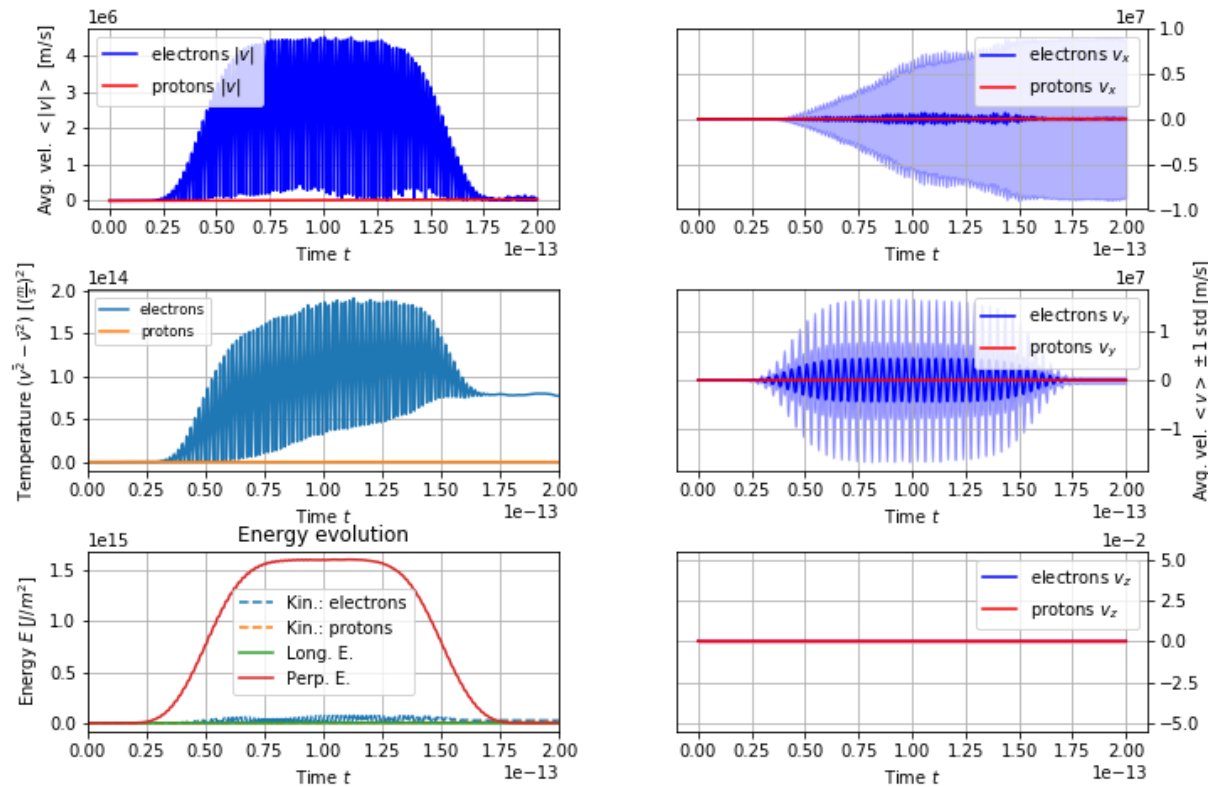 1e6
Avg. vel. < |v| > [m/s]
4
3
2
1
0
electrons |v|
protons |v|
0.00 0.25 0.50 0.75 1.00 1.25 1.50 1.75 2.00
Time t
1e−13
1e7
1.0
0.5
0.0
−0.5
−1.0
electrons vₓ
protons vₓ
0.00 0.25 0.50 0.75 1.00 1.25 1.50 1.75 2.00
Time t
1e−13
1e14
Temperature (v̄² − v̄²) [(m/s)²]
2.0
1.5
1.0
0.5
0.0
electrons
protons
0.00 0.25 0.50 0.75 1.00 1.25 1.50 1.75 2.00
Time t
1e−13
1e7
1
0
−1
Avg. vel. < v > ± 1 std [m/s]
electrons v_y
protons v_y
0.00 0.25 0.50 0.75 1.00 1.25 1.50 1.75 2.00
Time t
1e−13
Energy evolution
1e15
Energy E [J/m²]
1.5
1.0
0.5
0.0
Kin.: electrons
Kin.: protons
Long. E.
Perp. E.
0.00 0.25 0.50 0.75 1.00 1.25 1.50 1.75 2.00
Time t
1e−13
1e−2
5.0
2.5
0.0
−2.5
−5.0
electrons v_z
protons v_z
0.00 0.25 0.50 0.75 1.00 1.25 1.50 1.75 2.00
Time t
1e−13